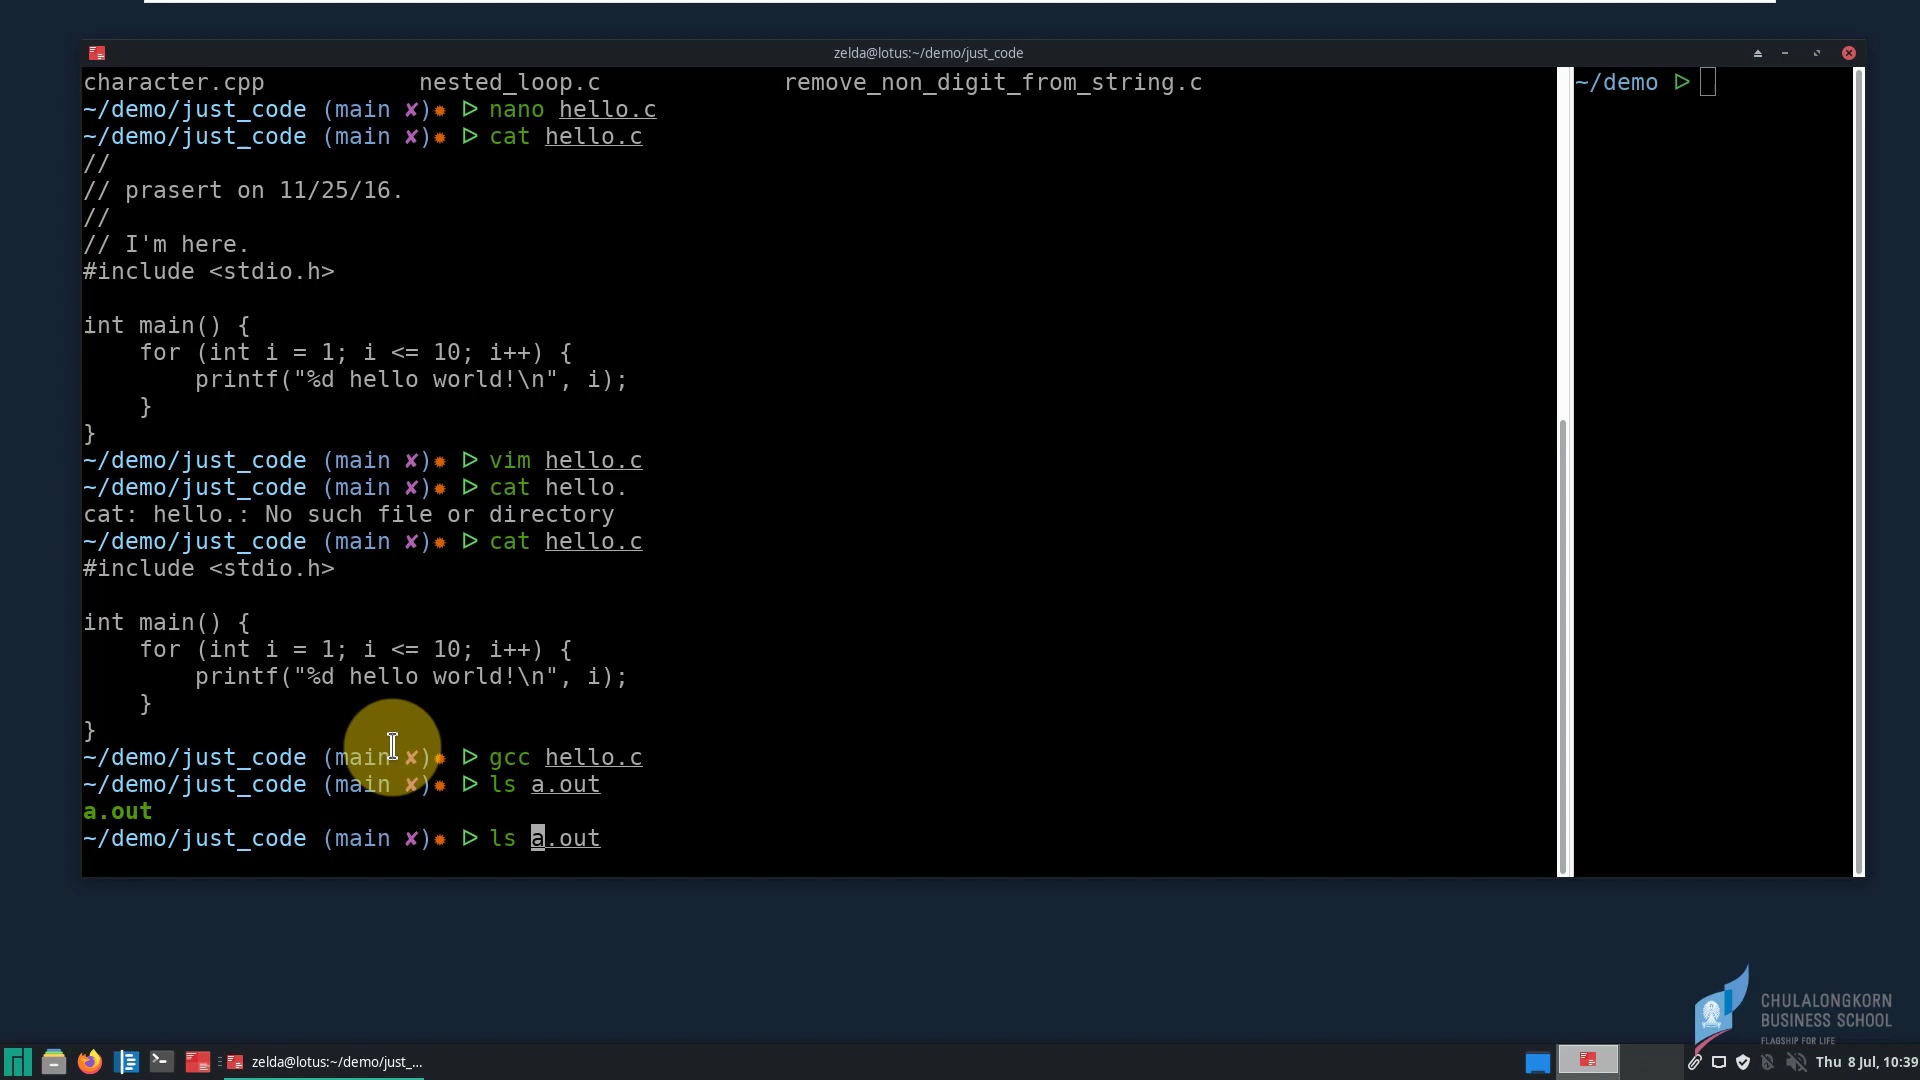 zelda@lotus:~/demo/just_code
character.cpp nested_loop.c remove_non_digit_from_string.c
~/demo/just_code (main ✘)✹ ▷ nano hello.c
~/demo/just_code (main ✘)✹ ▷ cat hello.c
//
// prasert on 11/25/16.
//
// I'm here.
#include <stdio.h>
int main() {
    for (int i = 1; i <= 10; i++) {
        printf("%d hello world!\n", i);
    }
}
~/demo/just_code (main ✘)✹ ▷ vim hello.c
~/demo/just_code (main ✘)✹ ▷ cat hello.
cat: hello.: No such file or directory
~/demo/just_code (main ✘)✹ ▷ cat hello.c
#include <stdio.h>
int main() {
    for (int i = 1; i <= 10; i++) {
        printf("%d hello world!\n", i);
    }
}
~/demo/just_code (main ✘)✹ ▷ gcc hello.c
~/demo/just_code (main ✘)✹ ▷ ls a.out
a.out
~/demo/just_code (main ✘)✹ ▷ ls a.out
~/demo ▷
CHULALONGKORN
BUSINESS SCHOOL
FLAGSHIP FOR LIFE
zelda@lotus:~/demo/just_...
Thu 8 Jul, 10:39